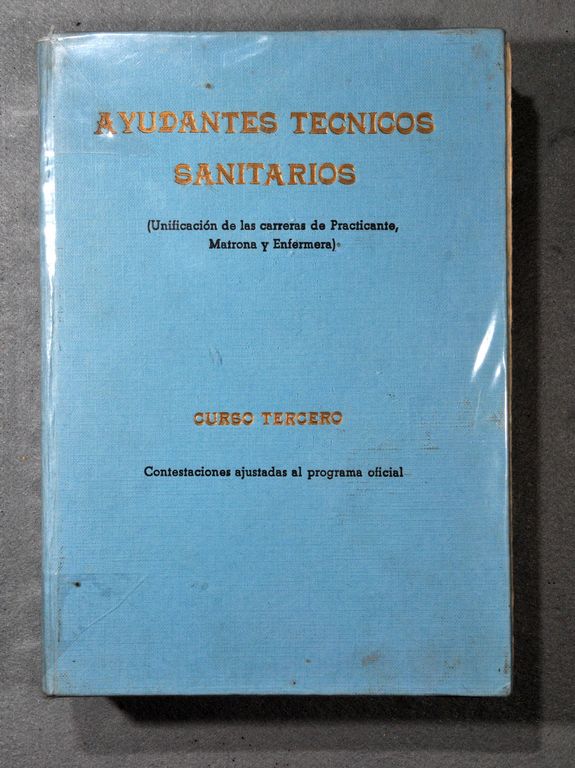 AYUDANTES TECNICOS
SANITARIOS
(Unificación de las carreras de Practicante,
Matrona y Enfermera).
CURSO TERCERO
Contestaciones ajustadas al programa oficial